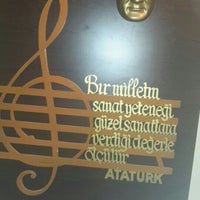 Bir milletin
sanat yeteneği
güzel sanatlara
verdiği değerle
ölçülür
ATATÜRK